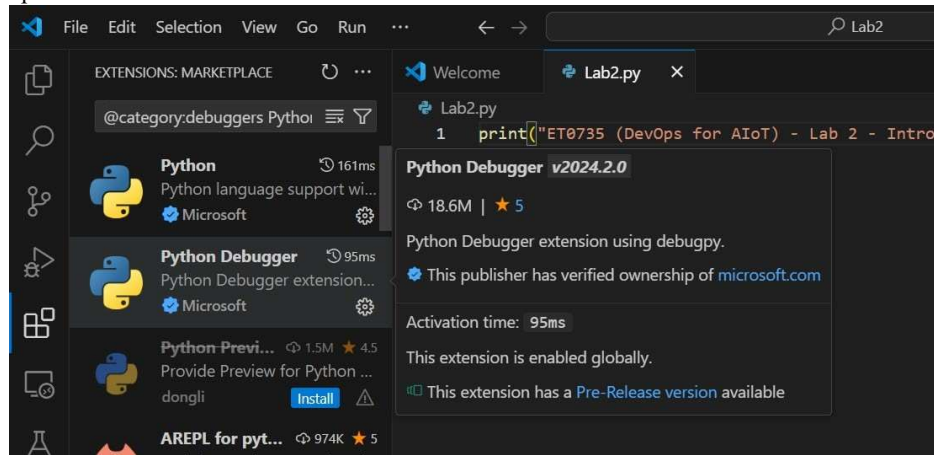 File Edit Selection View Go Run ··· ← → Lab2
EXTENSIONS: MARKETPLACE ···
@category:debuggers Python
Python 161ms
Python language support wi...
Microsoft
Python Debugger 95ms
Python Debugger extension...
Microsoft
Python Previ... 1.5M ★ 4.5
Provide Preview for Python ...
dongli Install
AREPL for pyt... 974K ★ 5
Welcome Lab2.py ×
Lab2.py
1 print("ET0735 (DevOps for AIoT) - Lab 2 - Intro
Python Debugger v2024.2.0
18.6M | ★ 5
Python Debugger extension using debugpy.
This publisher has verified ownership of microsoft.com
Activation time: 95ms
This extension is enabled globally.
This extension has a Pre-Release version available